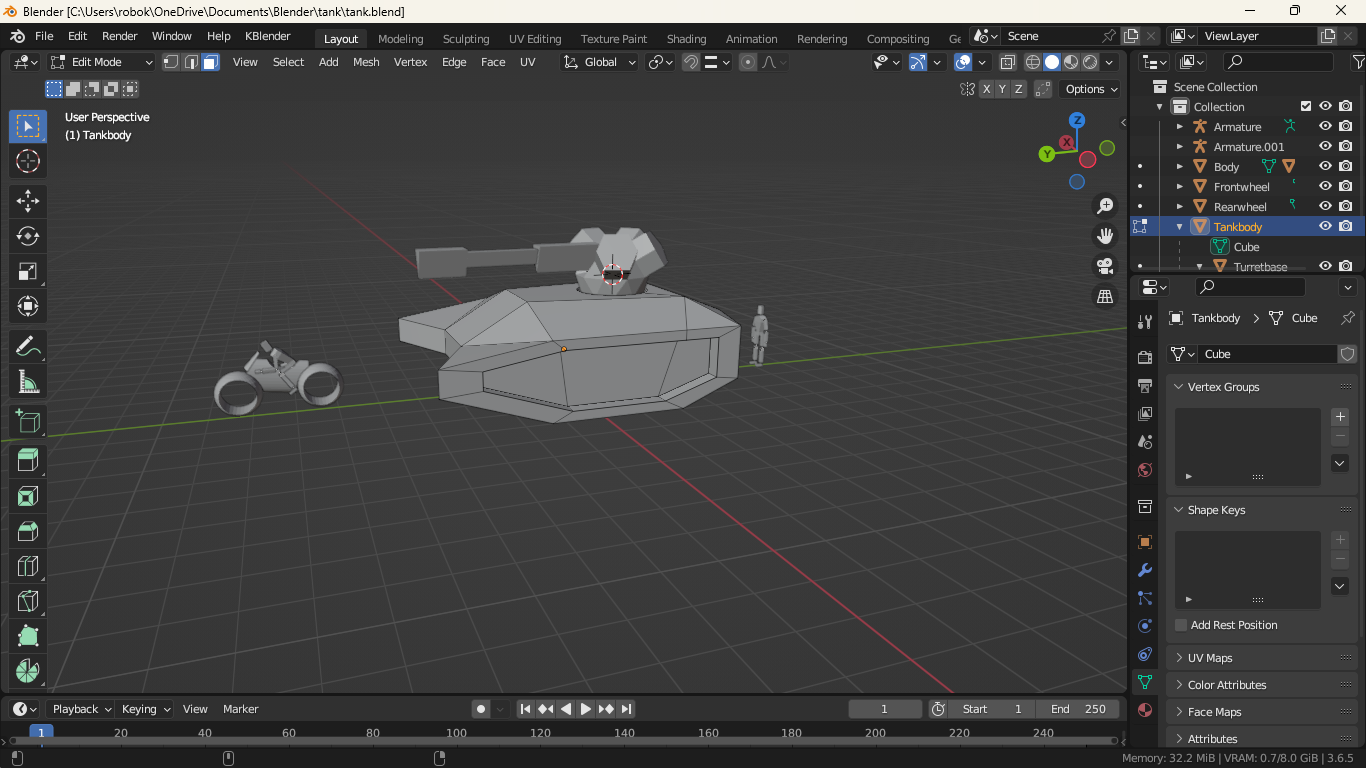 Blender [C:\Users\robok\OneDrive\Documents\Blender\tank\tank.blend]
File Edit Render Window Help KBlender Layout Modeling Sculpting UV Editing Texture Paint Shading Animation Rendering Compositing Ge Scene ViewLayer
Edit Mode View Select Add Mesh Vertex Edge Face UV Global
X Y Z Options
User Perspective
(1) Tankbody
Z
X
Y
Scene Collection
Collection
Armature
Armature.001
Body
Frontwheel
Rearwheel
Tankbody
Cube
Turretbase
Tankbody > Cube
Cube
Vertex Groups
Shape Keys
Add Rest Position
UV Maps
Color Attributes
Face Maps
Attributes
Playback Keying View Marker 1 Start 1 End 250
1 20 40 60 80 100 120 140 160 180 200 220 240
Memory: 32.2 MiB | VRAM: 0.7/8.0 GiB | 3.6.5